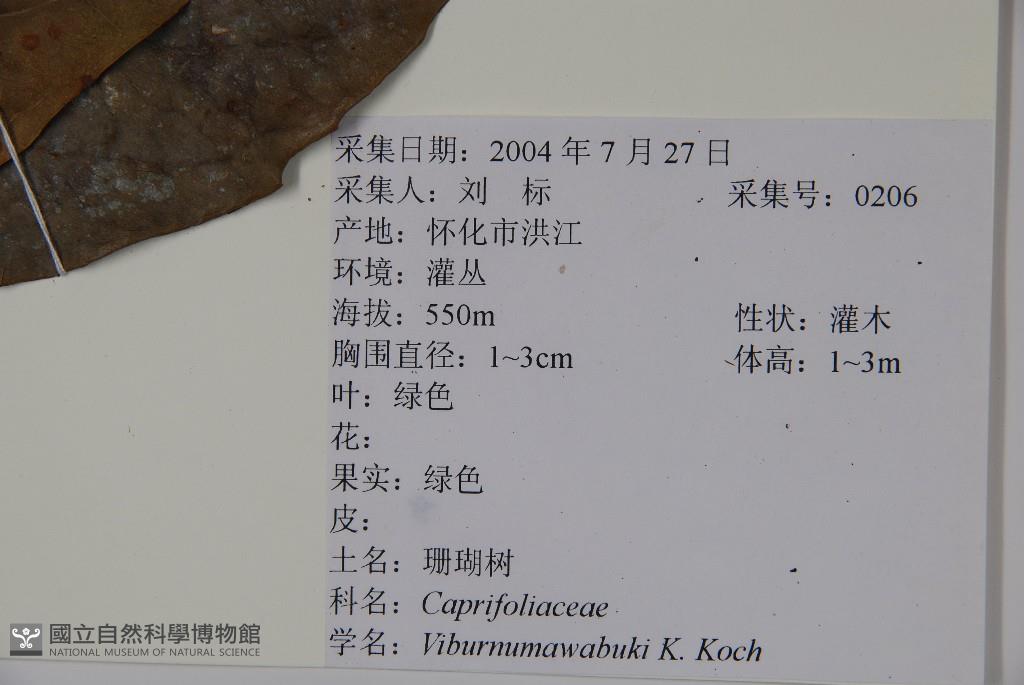 采集日期：2004 年 7 月 27 日
采集人：刘　标　采集号：0206
产地：怀化市洪江
环境：灌丛
海拔：550m　性状：灌木
胸围直径：1~3cm　体高：1~3m
叶：绿色
花：
果实：绿色
皮：
土名：珊瑚树
科名：Caprifoliaceae
学名：Viburnumawabuki K. Koch
國立自然科學博物館
NATIONAL MUSEUM OF NATURAL SCIENCE